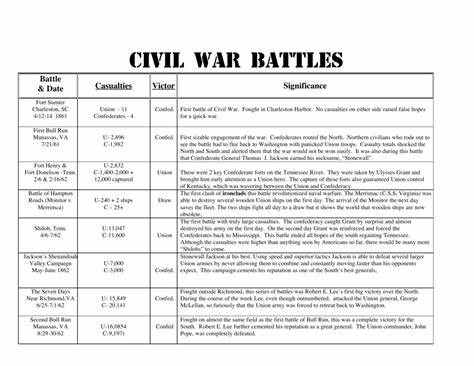 CIVIL WAR BATTLES
Battle
& Date
Casualties
Victor
Significance
Fort Sumter
Charleston, SC
4/12-14 1861
Union - 11
Confederates - 4
Confed.
First battle of Civil War. Fought in Charleston Harbor. No casualties on either side raised false hopes
for a quick war.
First Bull Run
Manassas, VA
7/21/61
U- 2,896
C-1,982
Confed.
First sizable engagement of the war. Confederates routed the North. Northern civilians who rode out to
see the battle had to flee back to Washington with panicked Union troops. Casualty totals shocked the
North and South and alerted them that the war would not be won easily. It was also during this battle
that Confederate General Thomas J. Jackson earned his nickname, "Stonewall".
Fort Henry &
Fort Donelson - Tenn.
2/6 & 2/16/62
U-2,832
C-1,400-2,000 +
12,000 captured
Union
These were 2 key Confederate forts on the Tennessee River. They were taken by Ulysses Grant and
brought him early attention as a Union hero. The capture of these forts also guaranteed Union control
of Kentucky, which was wavering between the Union and Confederacy.
Battle of Hampton
Roads (Monitor v.
Merrimca)
U-240 + 2 ships
C – 25
Draw
The first clash of ironclads this battle revolutionized naval warfare. The Merrimac (C.S.S. Virginia) was
able to destroy several wooden Union ships on the first day. The arrival of the Monitor the next day
saves the fleet. The two ships fight all day to a draw but it shows the world that wooden ships are now
obsolete.
Shiloh, Tenn.
4/6-7/62
U-13,047
C-11,600
Union
The first battle with truly large casualties. The confederacy caught Grant by surprise and almost
destroyed his army on the first day. On the second day Grant was reinforced and forced the
Confederates back to Mississippi. This battle ended all hopes of the south regaining Tennessee.
Although the casualties were higher than anything seen by Americans so far, there would be many more
"Shilohs" to come.
Jackson's Shenandoah
Valley Campaign
May-June 1862
U-7,000
C-3,000
Confed.
Stonewall Jackson at his best. Using speed and superior tactics Jackson is able to defeat several larger
Union armies by never allowing them to combine and constantly moving faster than his opponents
expect. This campaign cements his reputation as one of the South's best generals,
The Seven Days
Near Richmond,VA
6/25-7/1/62
U- 15,849
C- 20,141
Confed.
Fought outside Richmond, this series of battles was Robert E. Lee's first big victory over the North.
During the course of the week Lee, even though outnumbered, attacked the Union general, George
McLellan, so furiously that the Union army was forced to retreat back to Washington.
Second Bull Run
Manassas, VA
8/29-30/62
U-16,0854
C-9,197)
Confed.
Fought on almost the same field as the first battle of Bull Run, this was a complete victory for the
South. Robert E. Lee further cemented his position as a great general. The Union commander, John
Pope, was completely defeated.